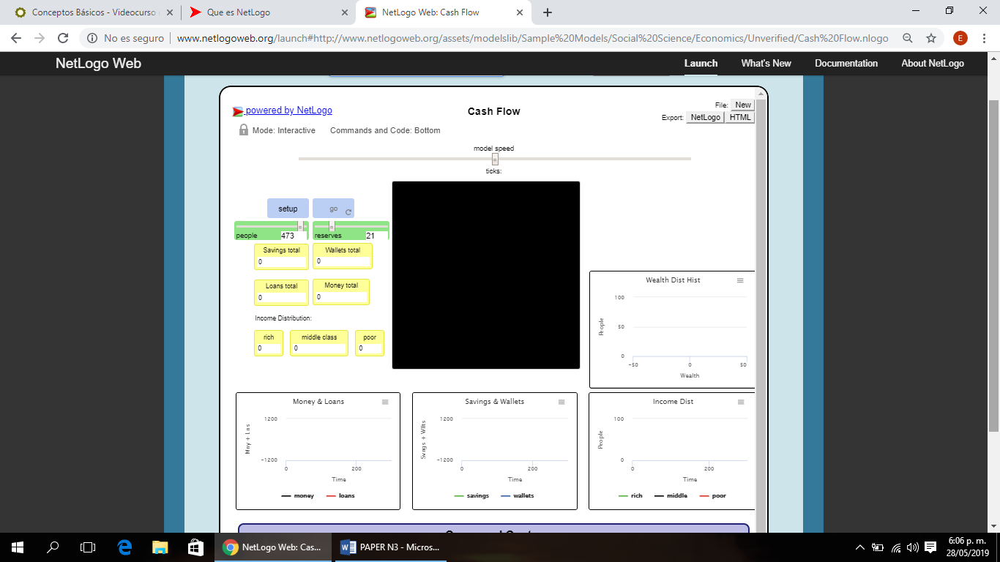 Conceptos Básicos - Videocurso
Que es NetLogo
NetLogo Web: Cash Flow
No es seguro
www.netlogoweb.org/launch#http://www.netlogoweb.org/assets/modelslib/Sample%20Models/Social%20Science/Economics/Unverified/Cash%20Flow.nlogo
E
NetLogo Web
Launch
What's New
Documentation
About NetLogo
powered by NetLogo
Cash Flow
File: New
Export: NetLogo HTML
Mode: Interactive
Commands and Code: Bottom
model speed
ticks:
setup
go
people 473
reserves 21
Savings total
0
Wallets total
0
Loans total
0
Money total
0
Income Distribution:
rich
0
middle class
0
poor
0
Wealth Dist Hist
People
100
50
0
-50 0 50
Wealth
Money & Loans
Mny + Lns
1200
-1200
0 200
Time
money loans
Savings & Wallets
Svngs + Wllts
1200
-1200
0 200
Time
savings wallets
Income Dist
People
100
0
0 200
Time
rich middle poor
NetLogo Web: Cas...
PAPER N3 - Micros...
6:06 p. m.
28/05/2019